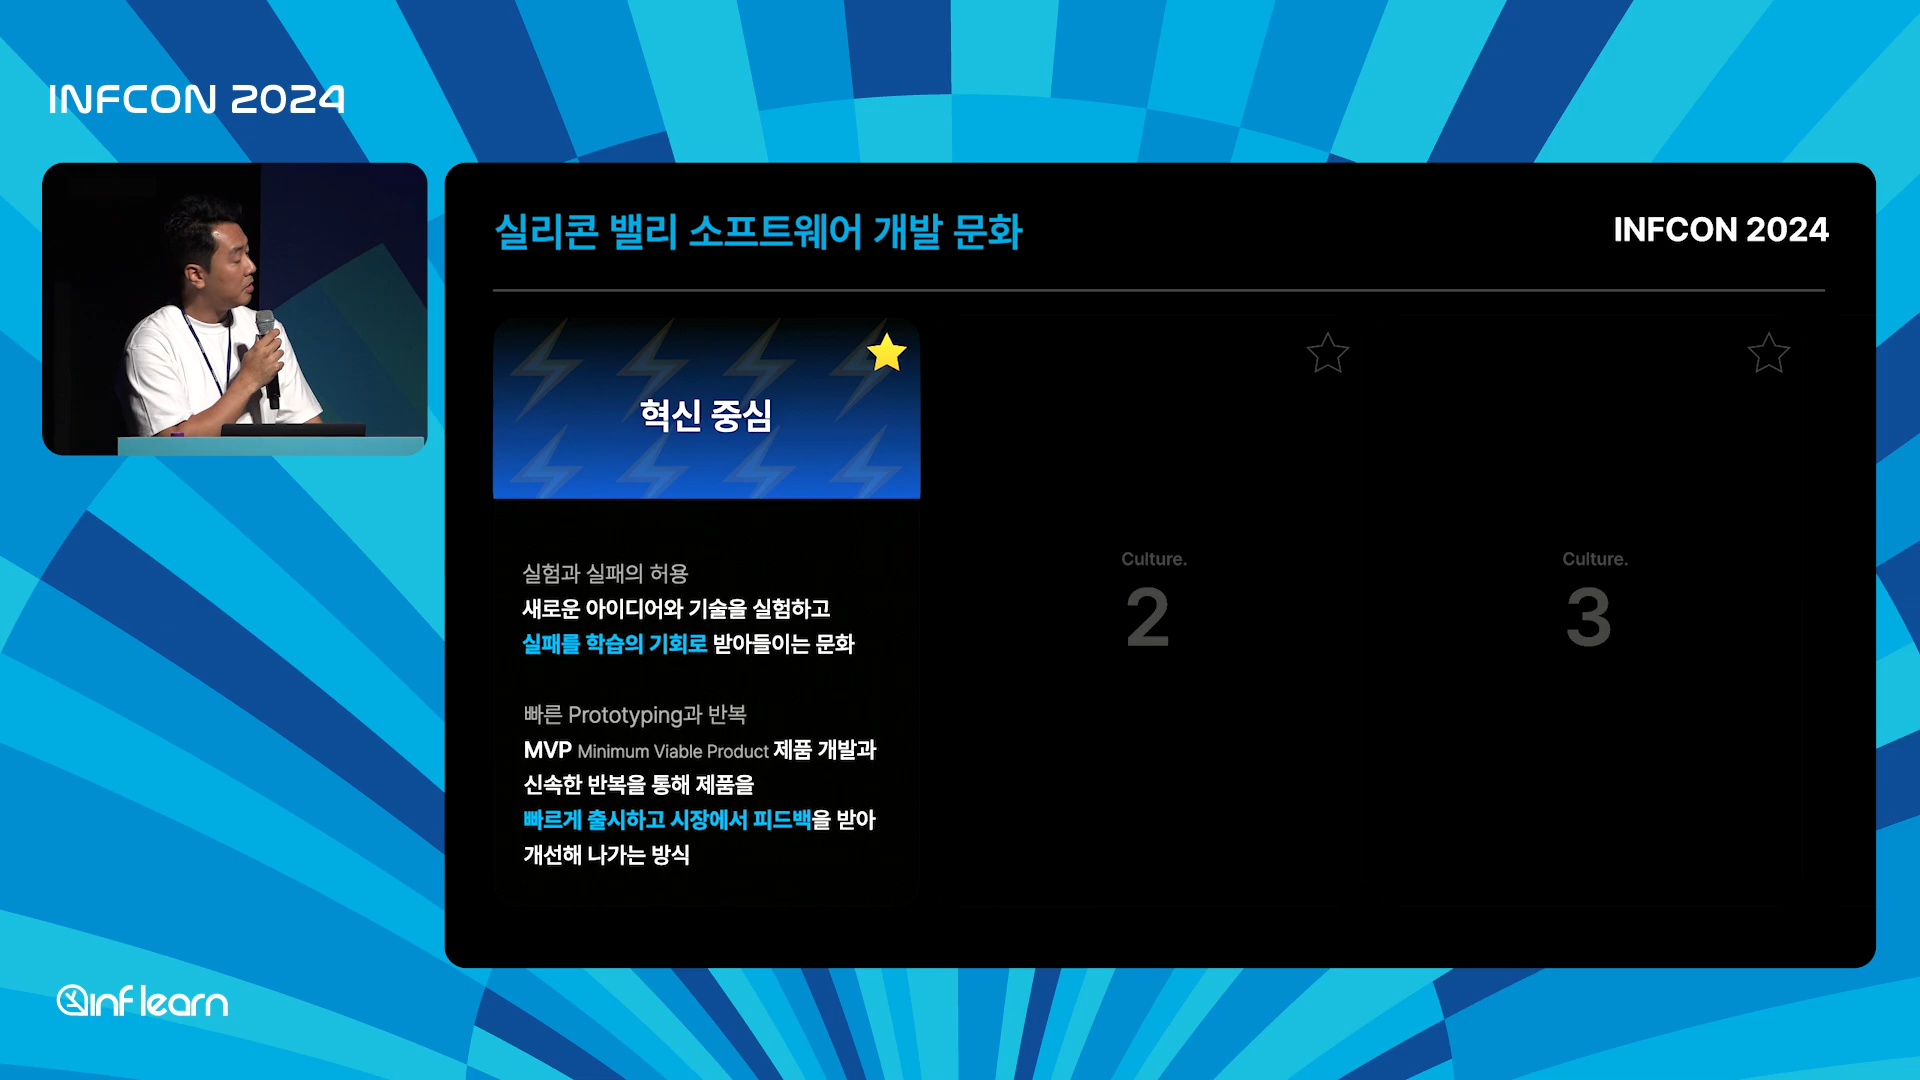 INFCON 2024
실리콘 밸리 소프트웨어 개발 문화
INFCON 2024
혁신 중심
실험과 실패의 허용
새로운 아이디어와 기술을 실험하고
실패를 학습의 기회로 받아들이는 문화
빠른 Prototyping과 반복
MVP Minimum Viable Product 제품 개발과
신속한 반복을 통해 제품을
빠르게 출시하고 시장에서 피드백을 받아
개선해 나가는 방식
Culture.
2
Culture.
3
inflearn